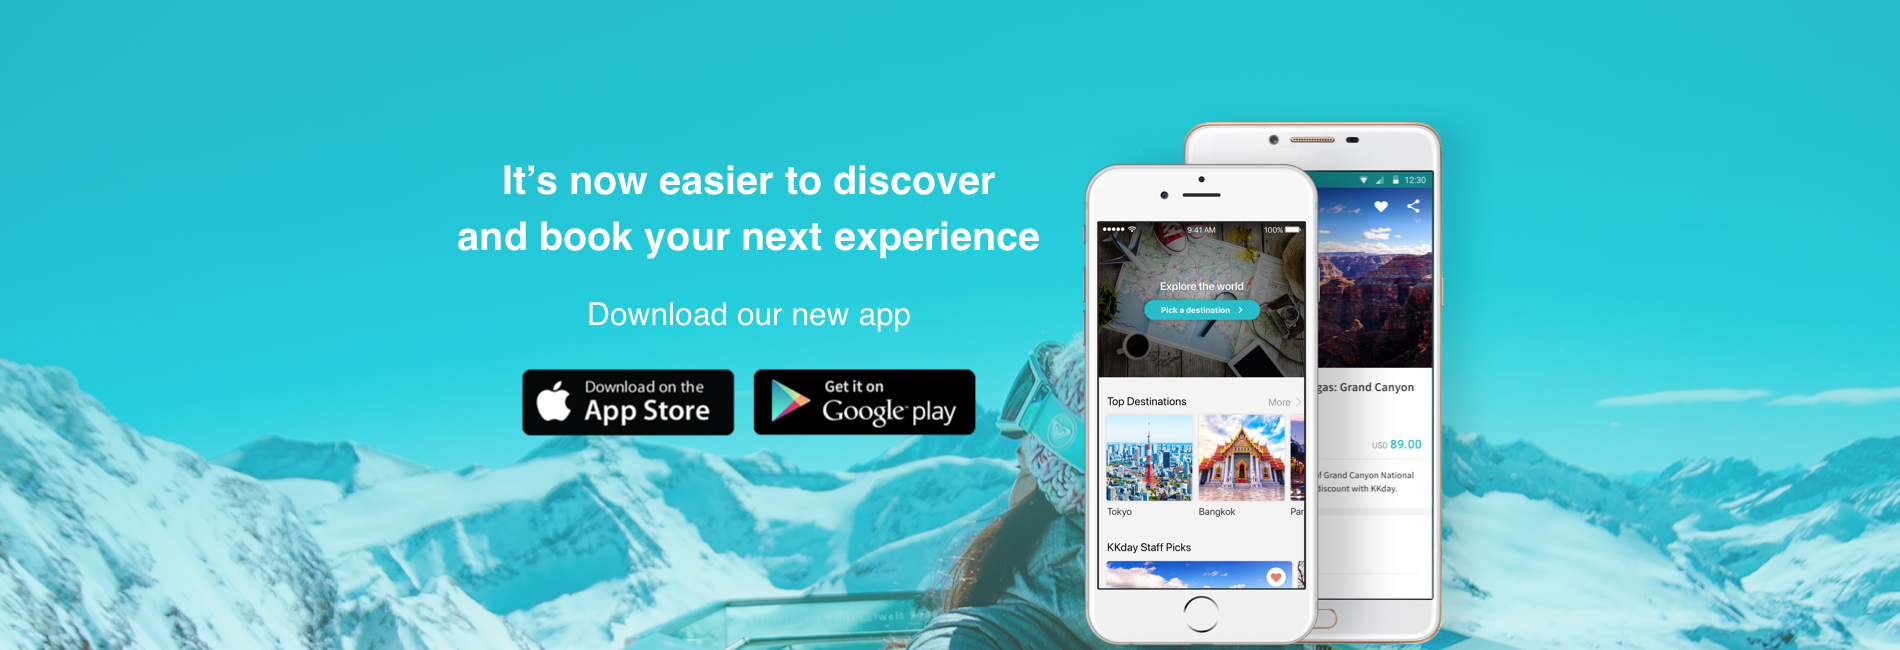 It’s now easier to discover
and book your next experience
Download our new app
Download on the
App Store
Get it on
Google play
9:41 AM
100%
Explore the world
Pick a destination
Top Destinations
More
Tokyo
Bangkok
Par
KKday Staff Picks
12:30
gas: Grand Canyon
USD 89.00
of Grand Canyon National
discount with KKday.